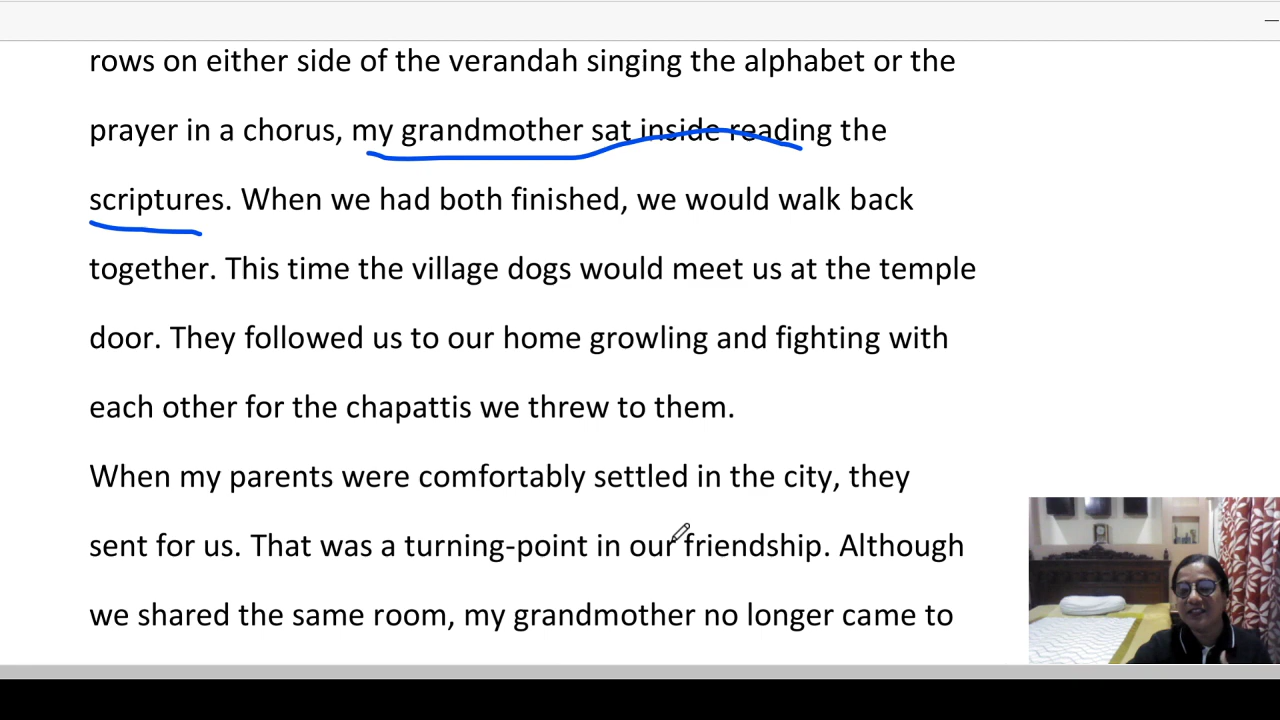 rows on either side of the verandah singing the alphabet or the
prayer in a chorus, my grandmother sat inside reading the
scriptures. When we had both finished, we would walk back
together. This time the village dogs would meet us at the temple
door. They followed us to our home growling and fighting with
each other for the chapattis we threw to them.
When my parents were comfortably settled in the city, they
sent for us. That was a turning-point in our friendship. Although
we shared the same room, my grandmother no longer came to